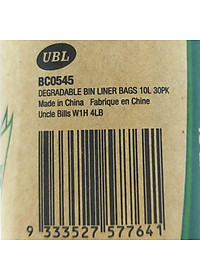 UBL
BC0545
DEGRADABLE BIN LINER BAGS 10L 30PK
Made in China Fabrique en Chine
Uncle Bills W1H 4LB
9 333527 577641